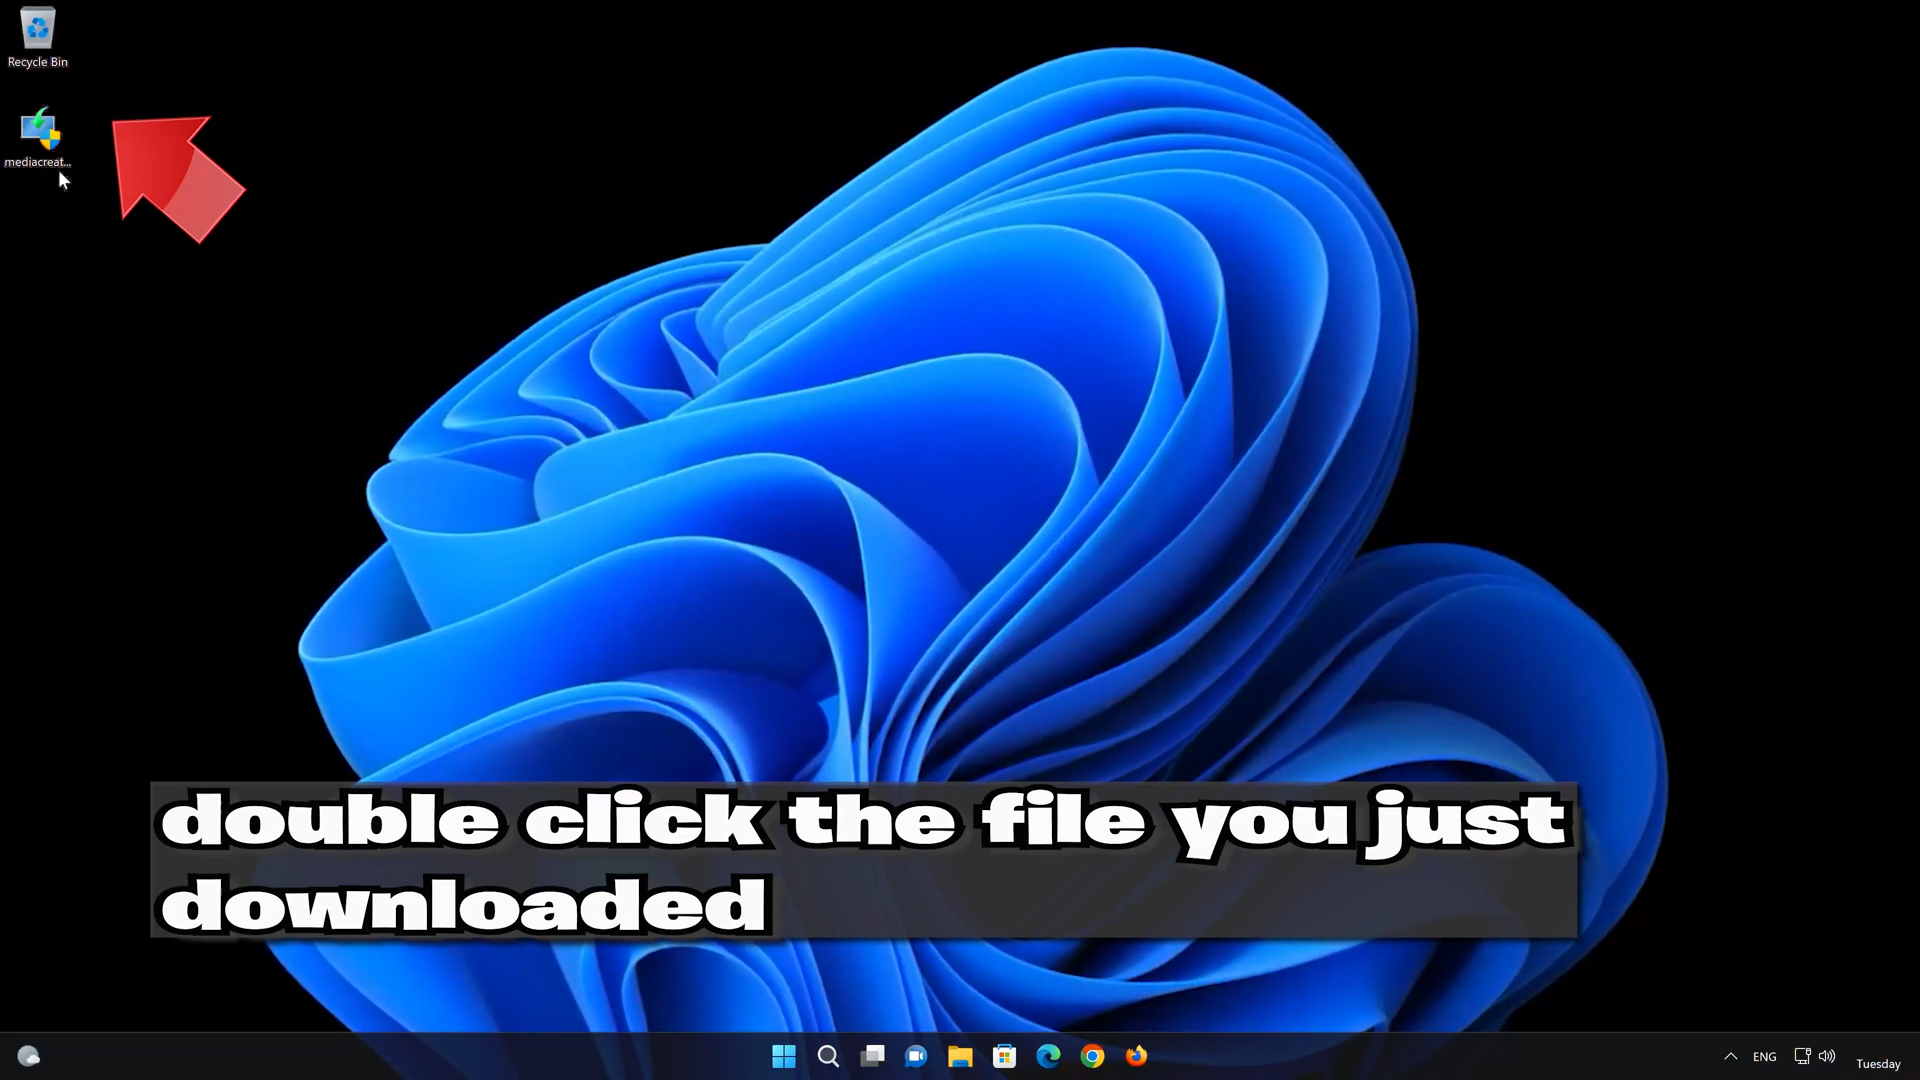 Recycle Bin
mediacreat...
double click the file you just
downloaded
ENG
Tuesday